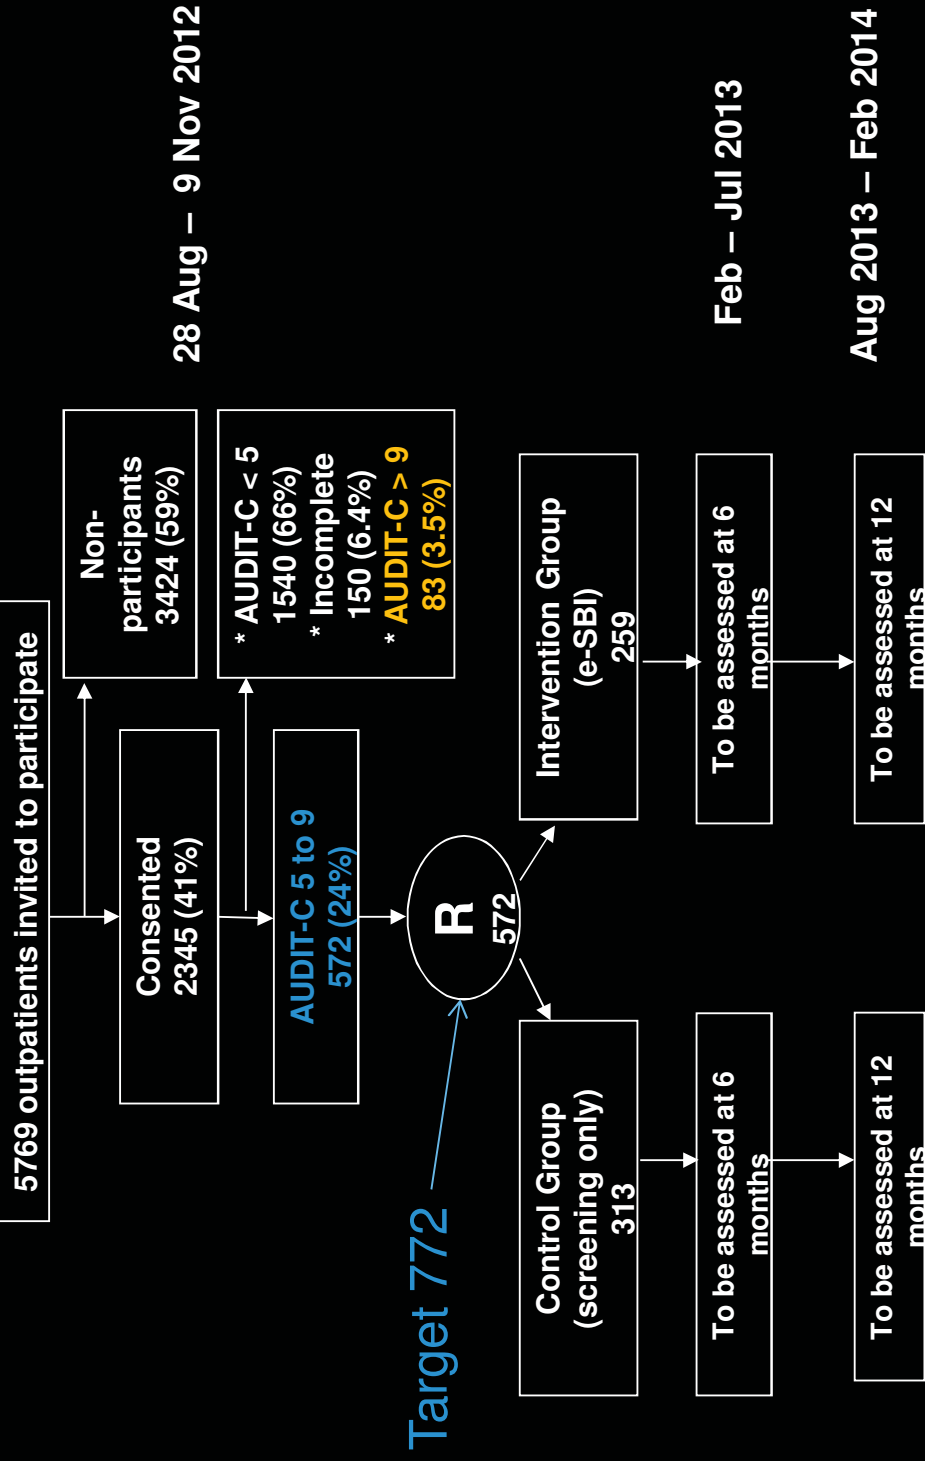 5769 outpatients invited to participate
Non-
participants
3424 (59%)
28 Aug – 9 Nov 2012
Consented
2345 (41%)
* AUDIT-C < 5
1540 (66%)
* Incomplete
150 (6.4%)
* AUDIT-C > 9
83 (3.5%)
AUDIT-C 5 to 9
572 (24%)
Target 772
R
572
Control Group
(screening only)
313
Intervention Group
(e-SBI)
259
To be assessed at 6
months
To be assessed at 6
months
Feb – Jul 2013
To be assessed at 12
months
To be assessed at 12
months
Aug 2013 – Feb 2014